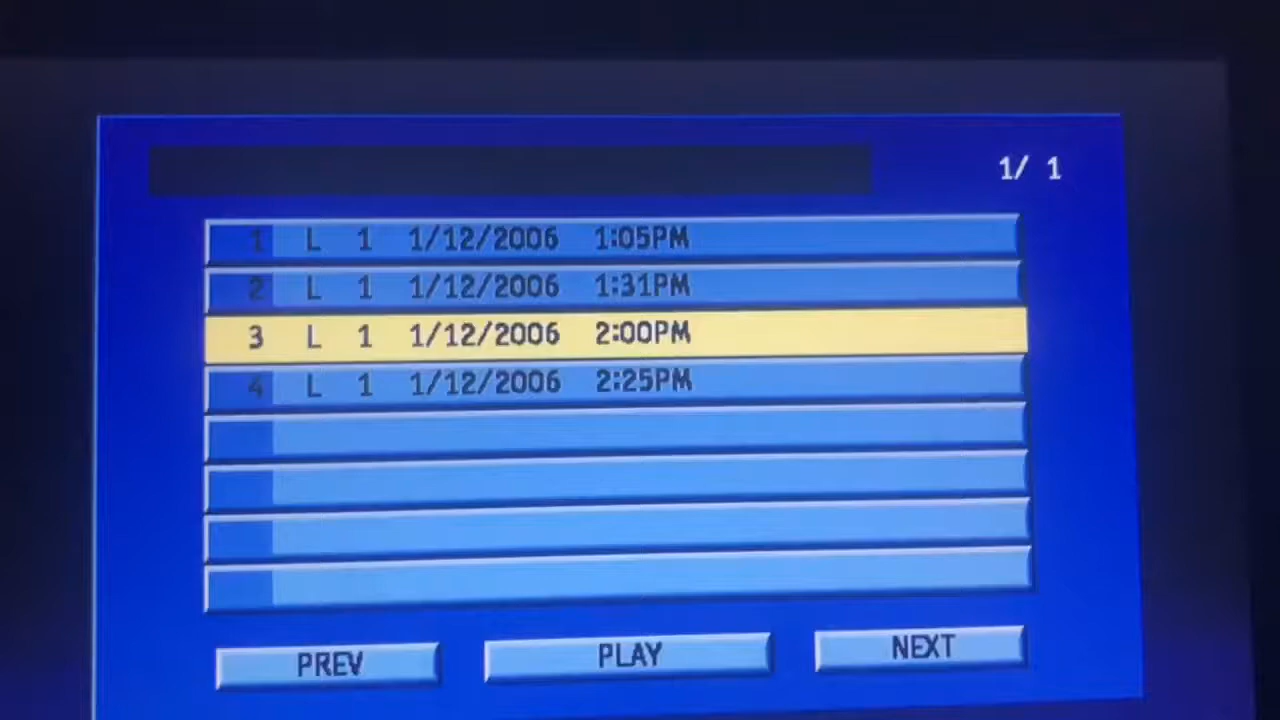 1/ 1
1 L 1 1/12/2006 1:05PM
2 L 1 1/12/2006 1:31PM
3 L 1 1/12/2006 2:00PM
4 L 1 1/12/2006 2:25PM
PREV PLAY NEXT